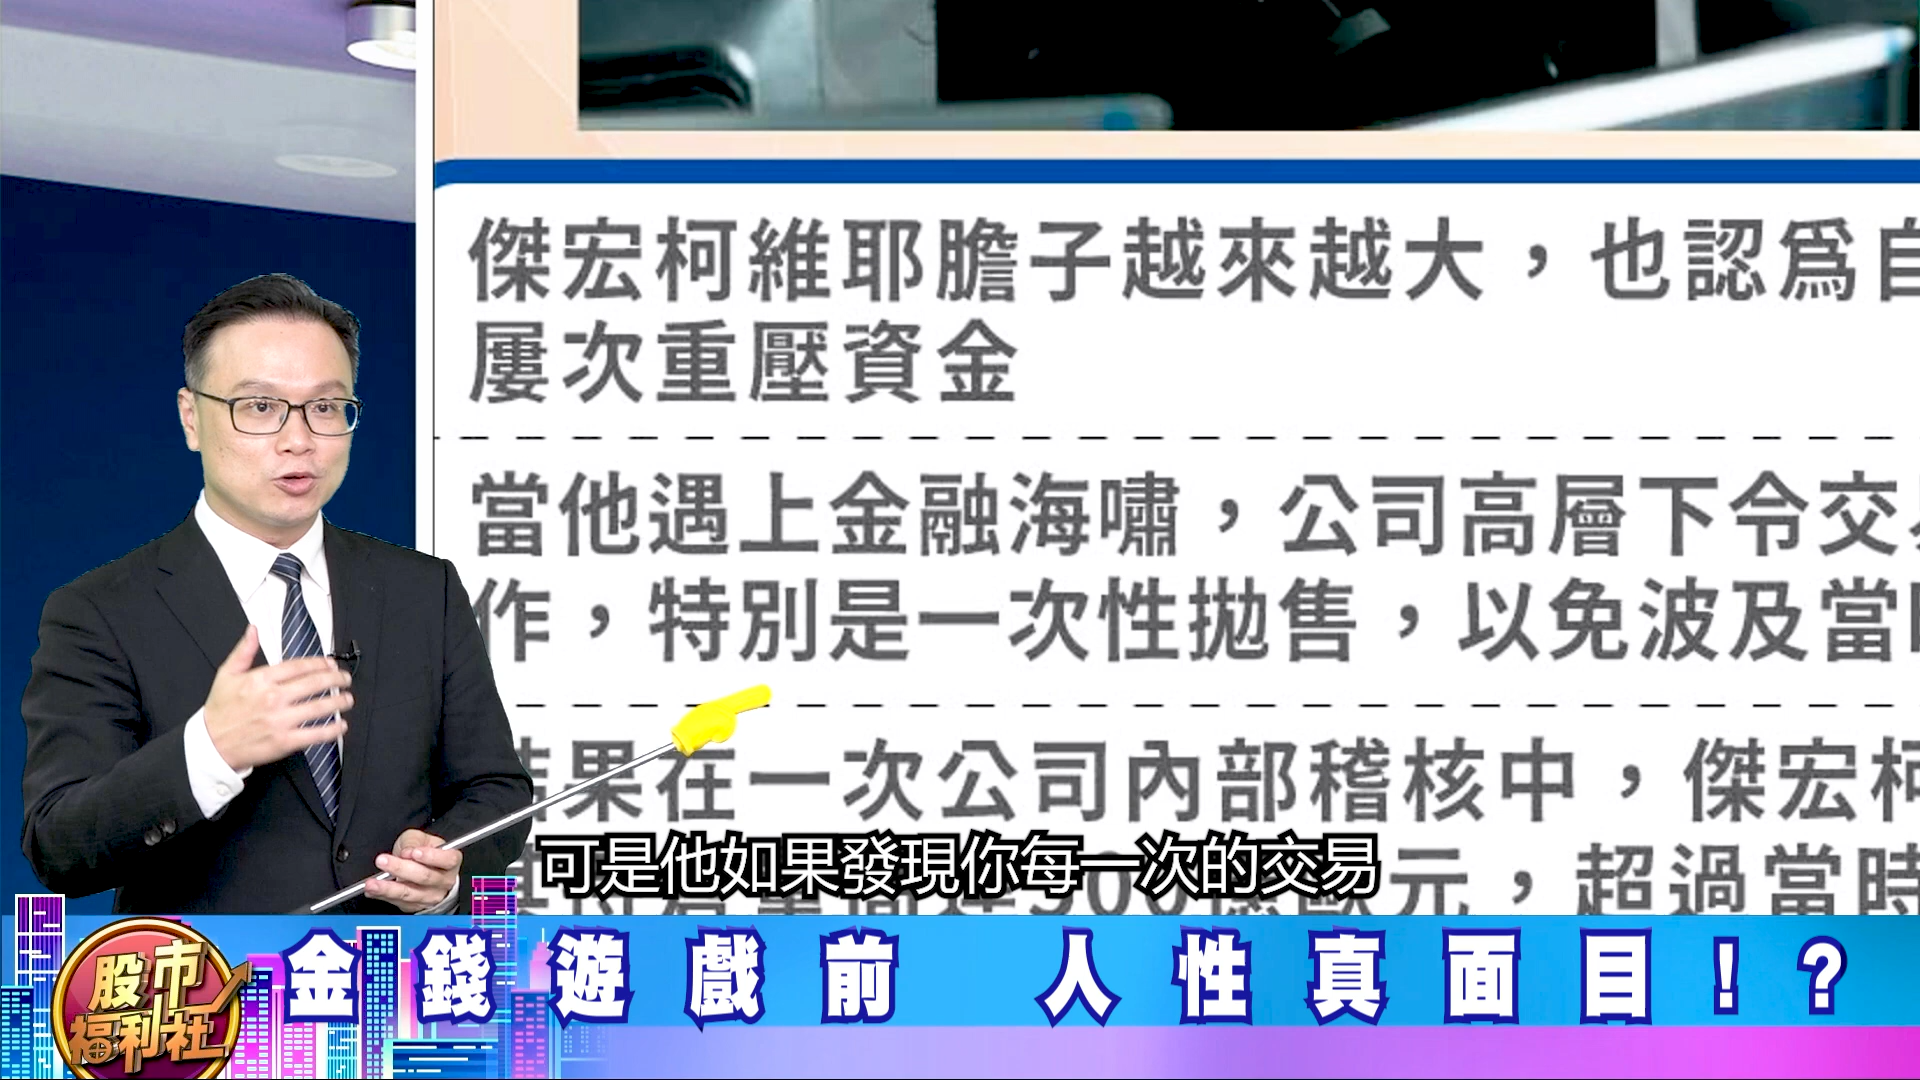 傑宏柯維耶膽子越來越大，也認爲自
屢次重壓資金
當他遇上金融海嘯，公司高層下令交易
作，特別是一次性拋售，以免波及當時
結果在一次公司內部稽核中，傑宏柯
元，超過當時
可是他如果發現你每一次的交易
金錢遊戲前 人性真面目!?
股市
福利社